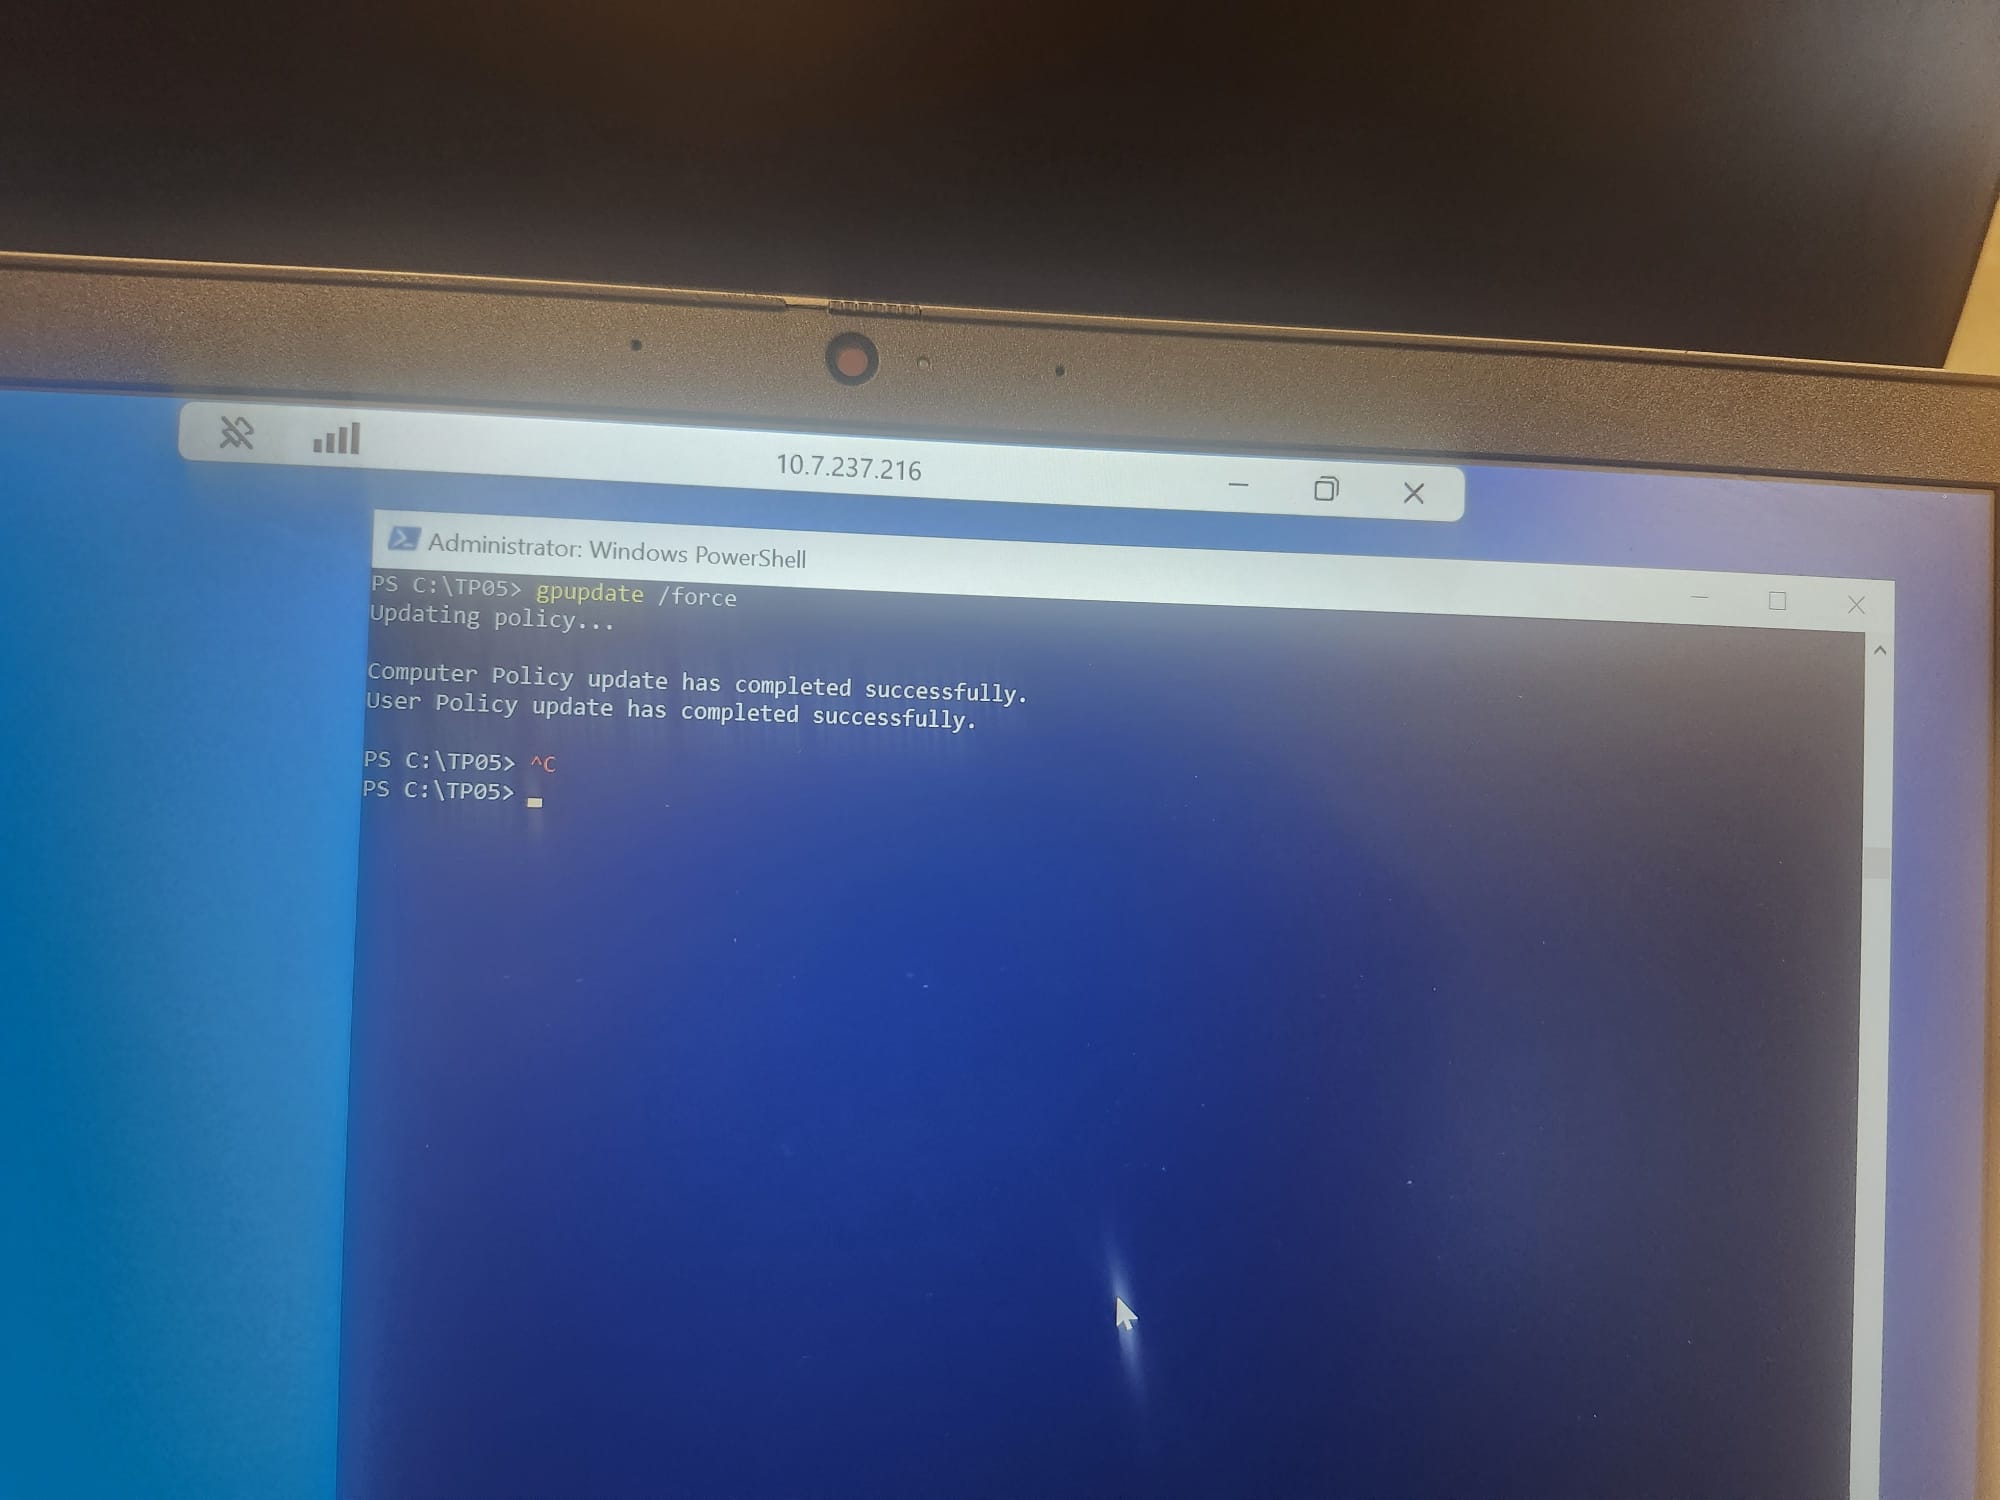 10.7.237.216
Administrator: Windows PowerShell
PS C:\TP05> gpupdate /force
Updating policy...
Computer Policy update has completed successfully.
User Policy update has completed successfully.
PS C:\TP05> ^C
PS C:\TP05>